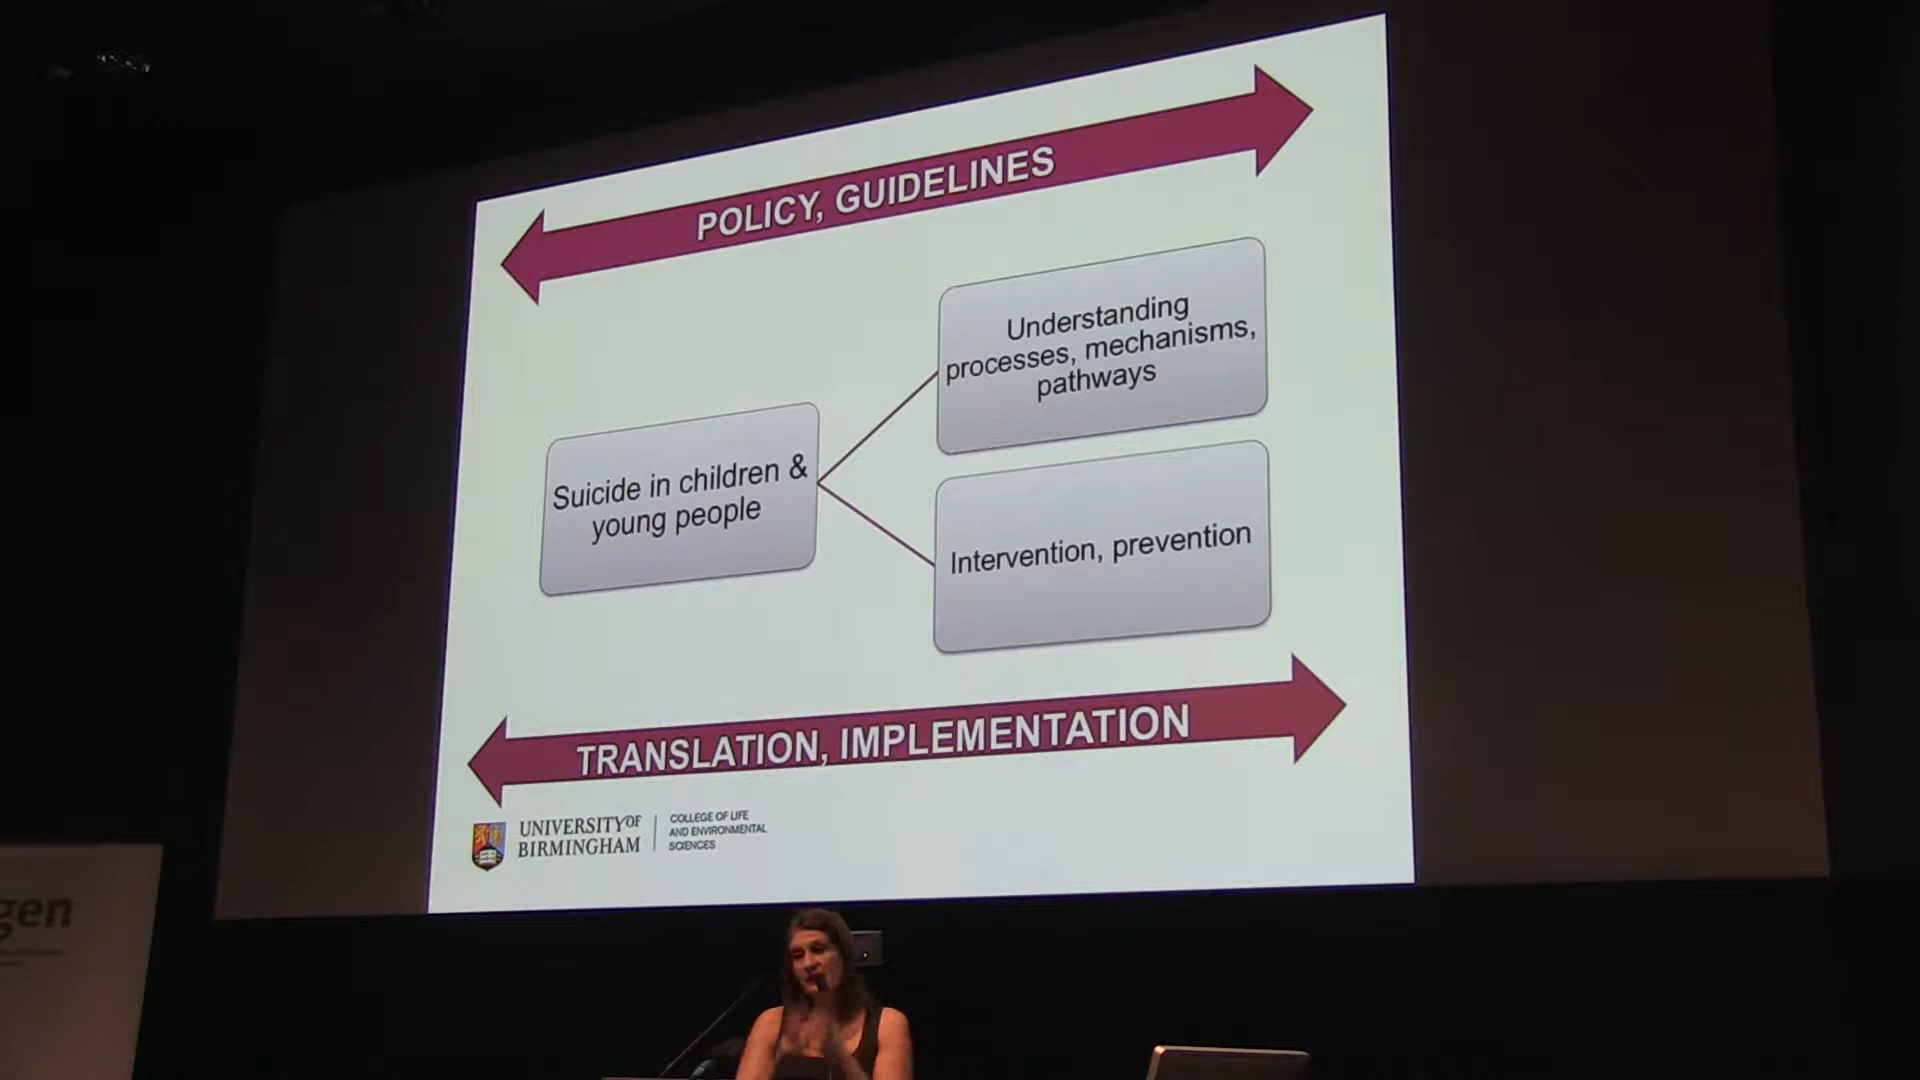 POLICY, GUIDELINES
Understanding
processes, mechanisms,
pathways
Suicide in children &
young people
Intervention, prevention
TRANSLATION, IMPLEMENTATION
UNIVERSITY OF
BIRMINGHAM
COLLEGE OF LIFE
AND ENVIRONMENTAL
SCIENCES
gen